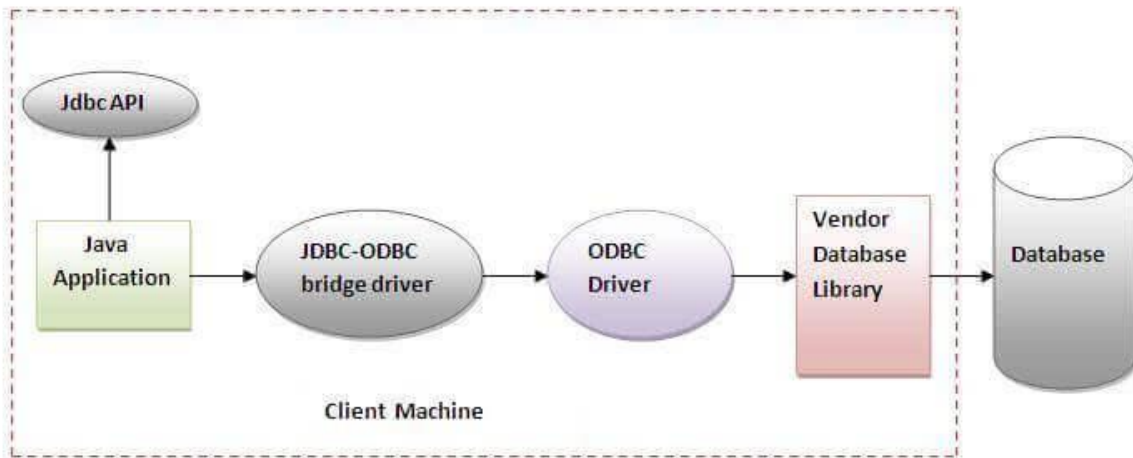 Jdbc API
Java
Application
JDBC-ODBC
bridge driver
ODBC
Driver
Vendor
Database
Library
Database
Client Machine